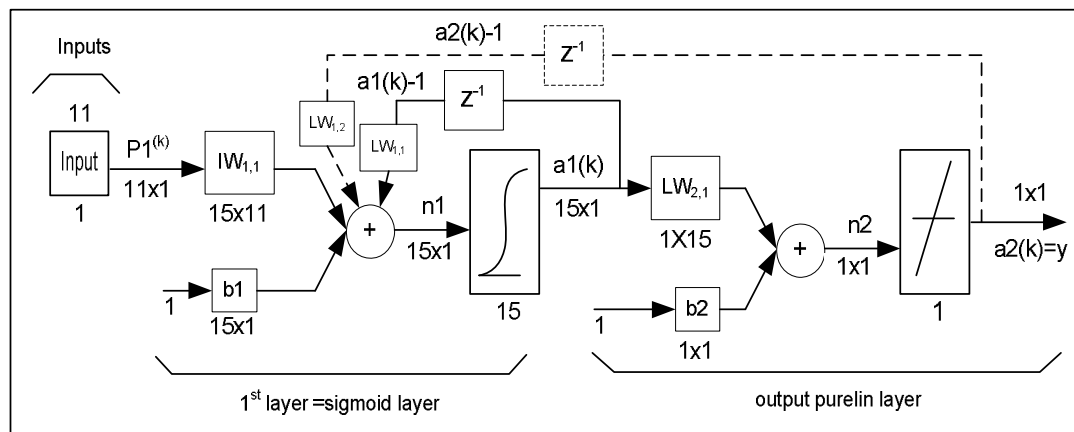 a2(k)-1
Z⁻¹
Inputs
a1(k)-1
Z⁻¹
11
LW₁,₂
LW₁,₁
Input
P1⁽ᵏ⁾
11x1
IW₁,₁
a1(k)
15x1
LW₂,₁
1x1
1
15x11
+
n1
15x1
1X15
+
n2
1x1
a2(k)=y
1
b1
15x1
15
1
b2
1x1
1
1ˢᵗ layer =sigmoid layer
output purelin layer